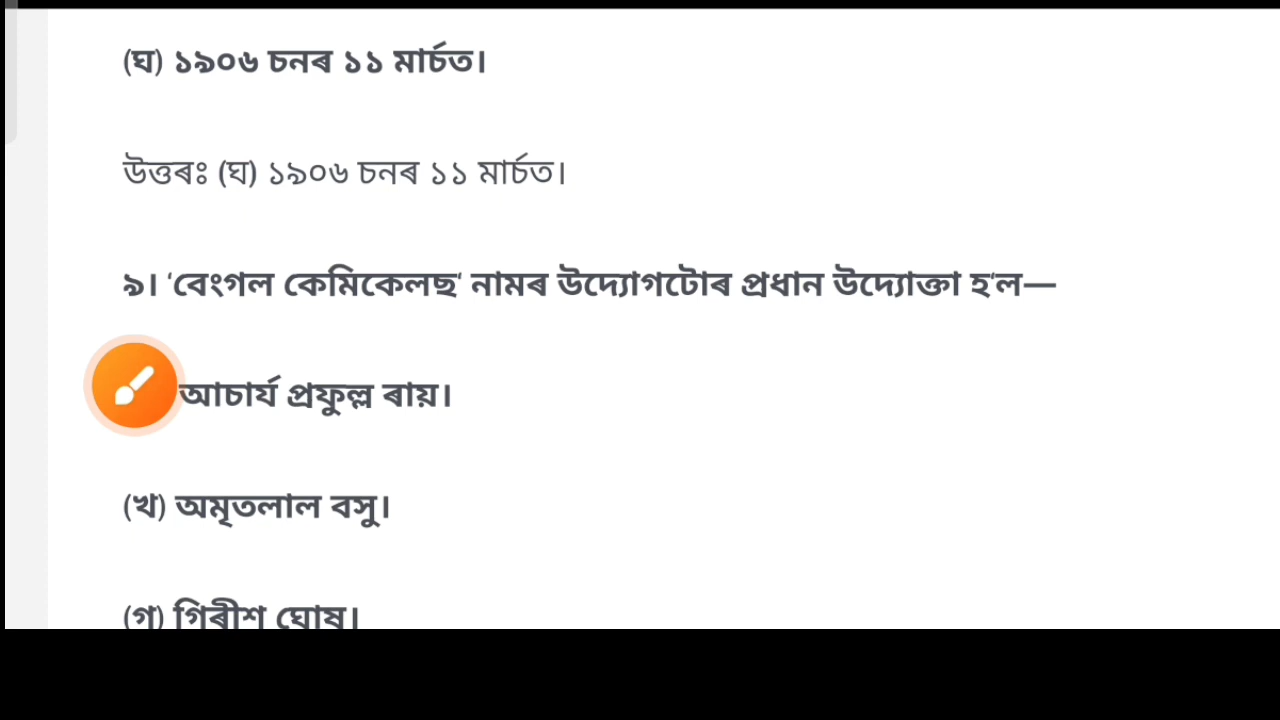 (ঘ) ১৯০৬ চনৰ ১১ মাৰ্চত।
উত্তৰঃ (ঘ) ১৯০৬ চনৰ ১১ মাৰ্চত।
৯। ‘বেংগল কেমিকেলছ‘ নামৰ উদ্যোগটোৰ প্ৰধান উদ্যোক্তা হ‘ল—
আচাৰ্য প্ৰফুল্ল ৰায়।
(খ) অমৃতলাল বসু।
(গ) গিৰীশ ঘোষ।